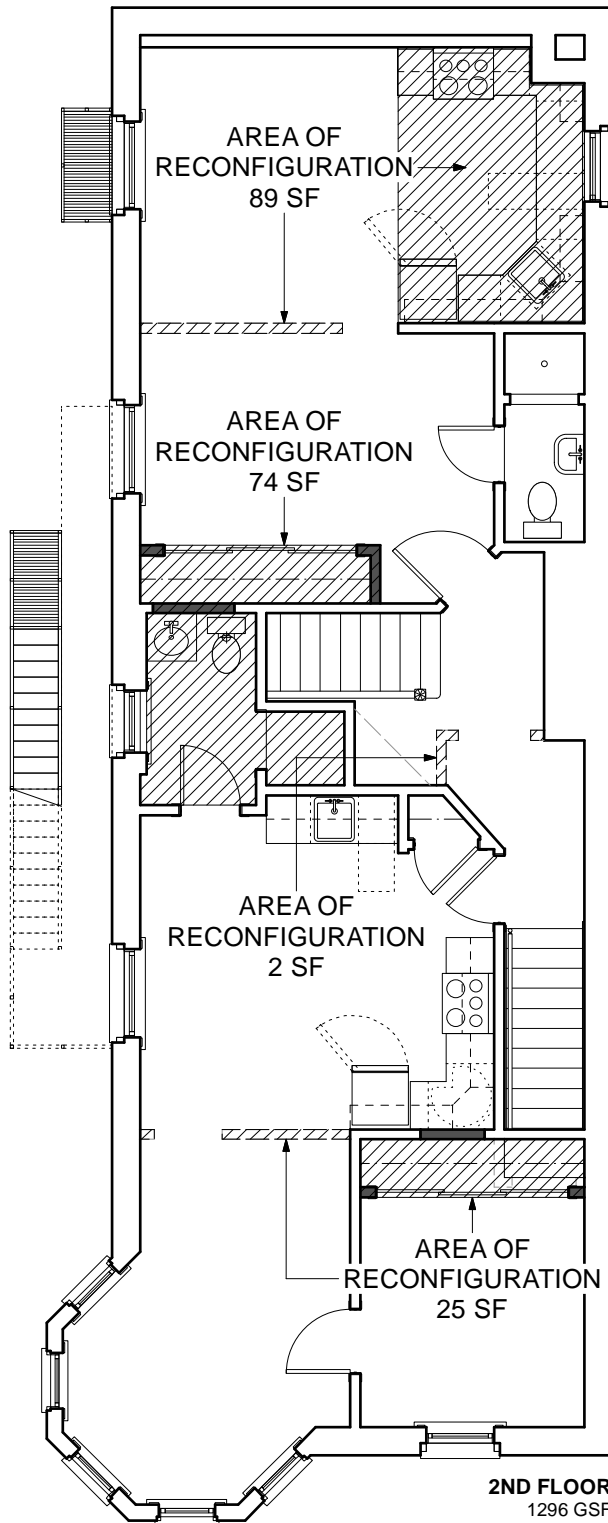 AREA OF
RECONFIGURATION
89 SF
AREA OF
RECONFIGURATION
74 SF
AREA OF
RECONFIGURATION
2 SF
AREA OF
RECONFIGURATION
25 SF
2ND FLOOR
1296 GSF